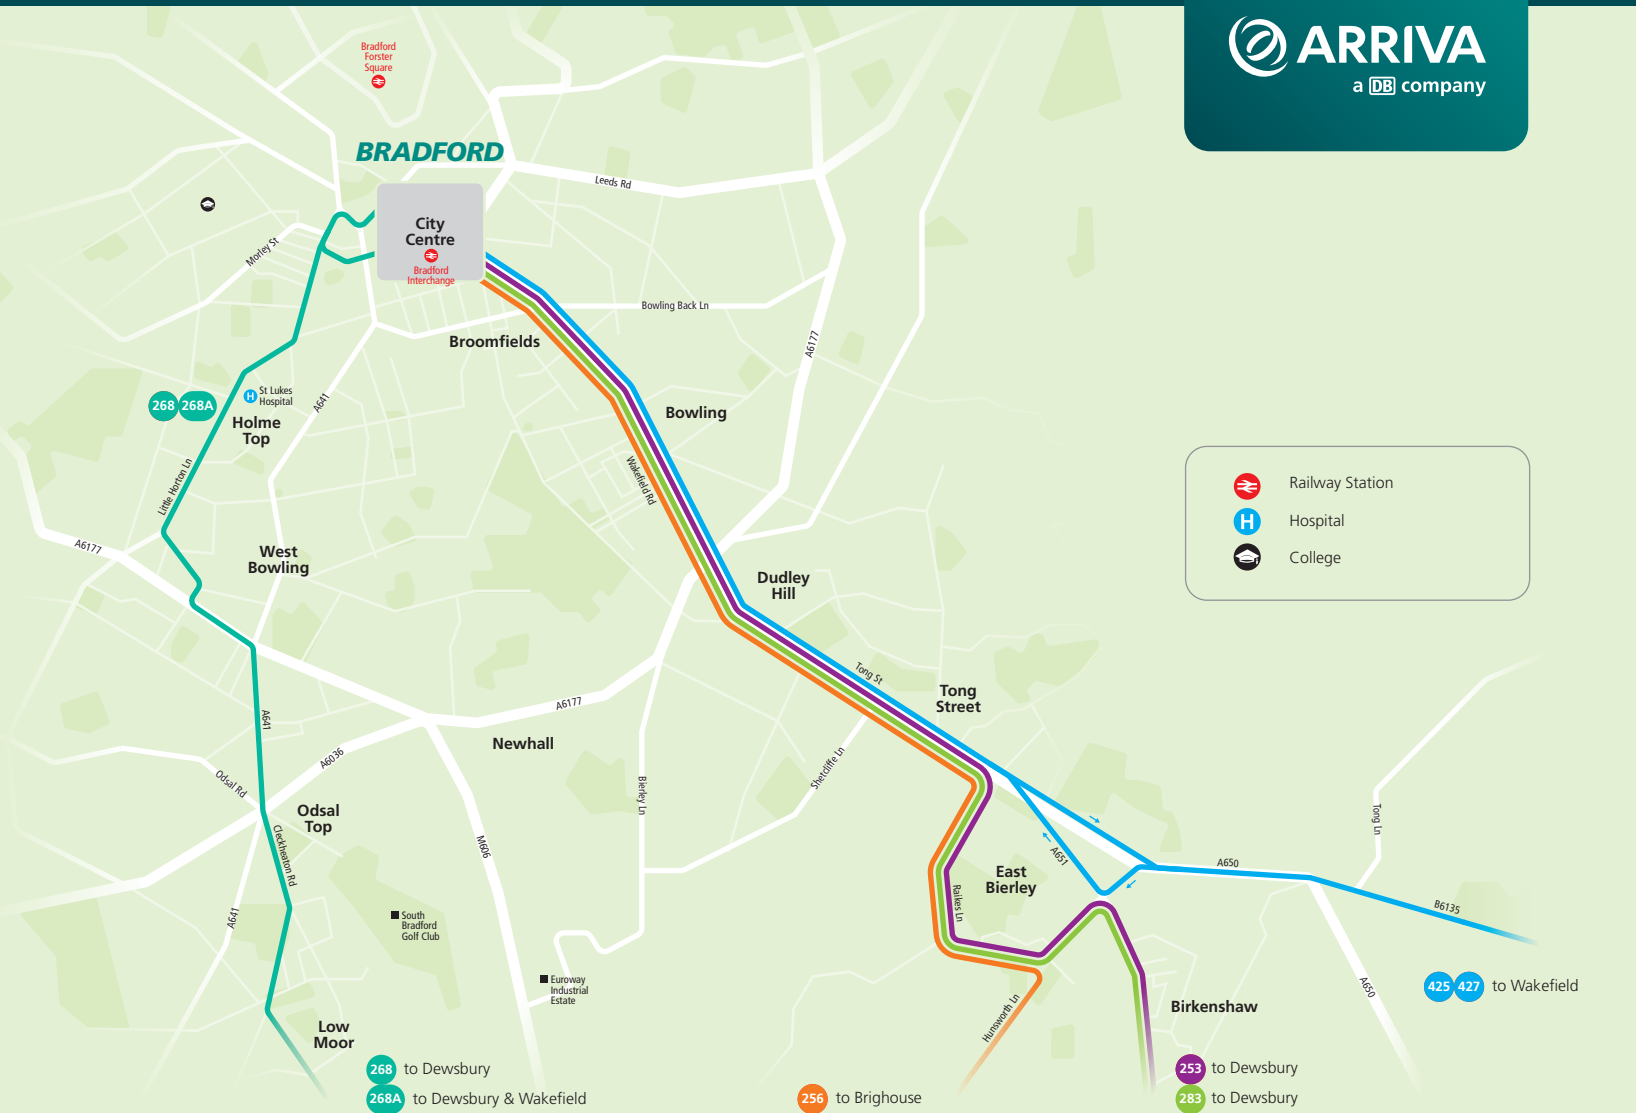 ARRIVA
a DB company
Bradford
Forster
Square
BRADFORD
Leeds Rd
City
Centre
Bradford
Interchange
Morley St
Bowling Back Ln
Broomfields
A6177
268
268A
H
St Lukes
Hospital
A641
Holme
Top
Bowling
Little Horton Ln
Wakefield Rd
Railway Station
H
Hospital
College
A6177
West
Bowling
Dudley
Hill
Tong St
Tong
Street
A641
A6177
Newhall
A6036
Odsal Rd
Odsal
Top
Bierley Ln
Shetcliffe Ln
Tong Ln
Cleckheaton Rd
M606
A651
A650
East
Bierley
Raikes Ln
A641
South
Bradford
Golf Club
B6135
Euroway
Industrial
Estate
A650
425
427
to Wakefield
Hunsworth Ln
Birkenshaw
Low
Moor
268
to Dewsbury
268A
to Dewsbury & Wakefield
256
to Brighouse
253
to Dewsbury
283
to Dewsbury